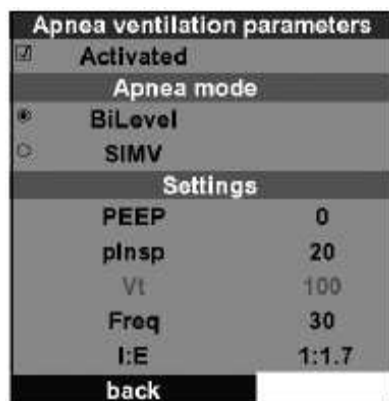 Apnea ventilation parameters
Activated
Apnea mode
BiLevel
SIMV
Settings
PEEP 0
pInsp 20
Vt 100
Freq 30
I:E 1:1.7
back